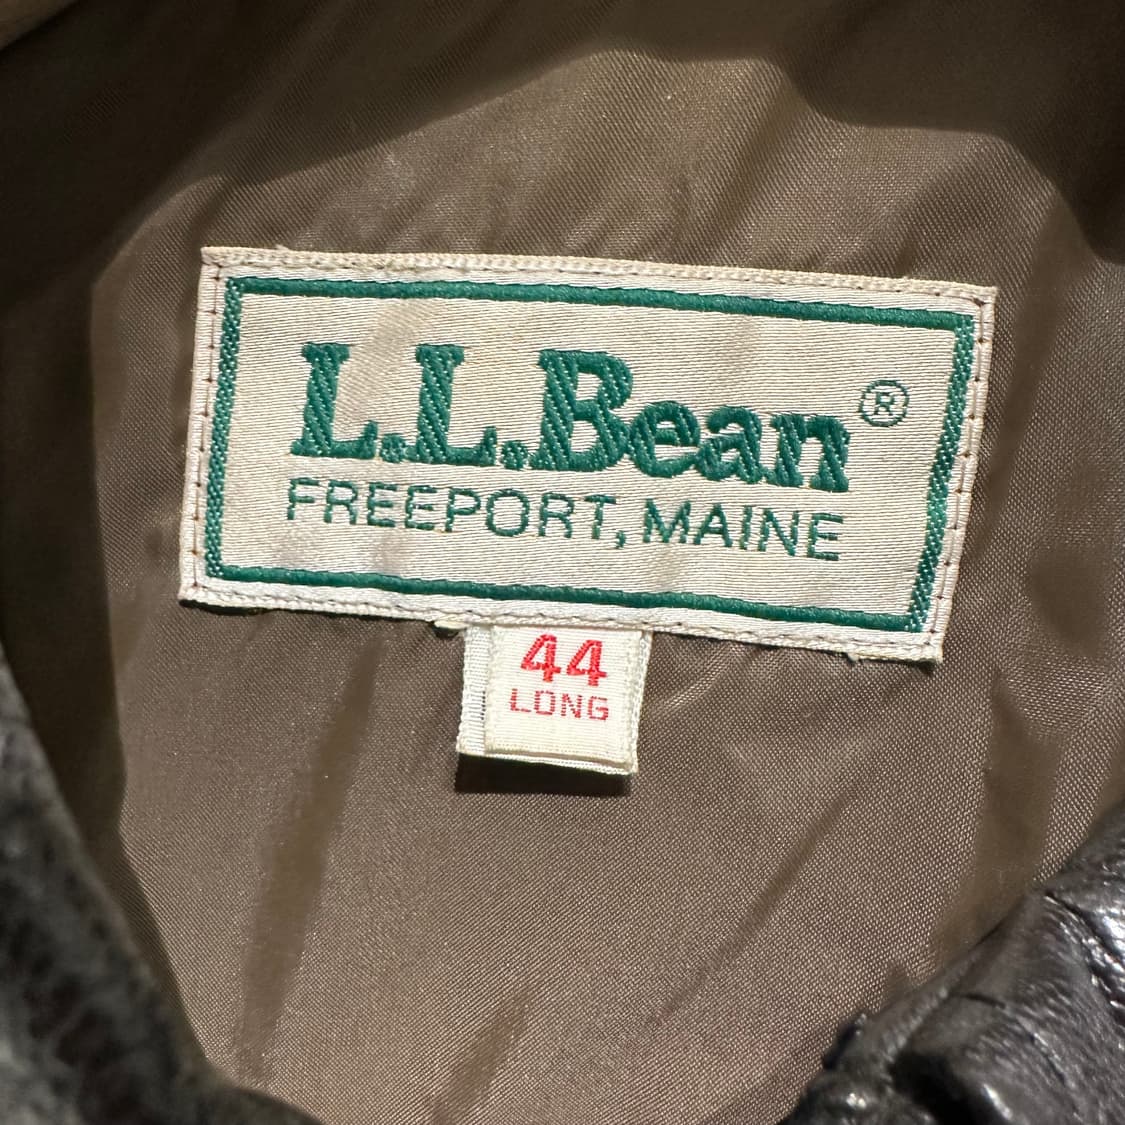 L.L.Bean®
FREEPORT, MAINE
44
LONG